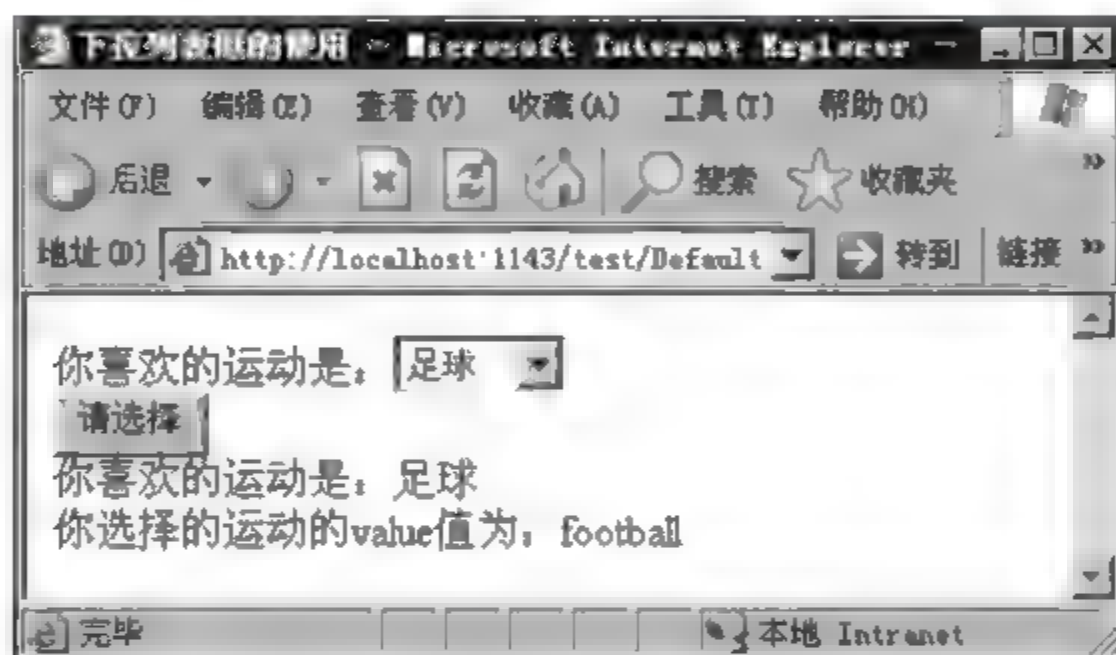 下拉列表框的使用 - Microsoft Internet Explorer -
文件(F) 编辑(E) 查看(V) 收藏(A) 工具(T) 帮助(H)
后退 搜索 收藏夹 »
地址(D) http://localhost:1143/test/Default 转到 链接 »
你喜欢的运动是：足球
请选择
你喜欢的运动是：足球
你选择的运动的value值为：football
完毕 本地 Intranet